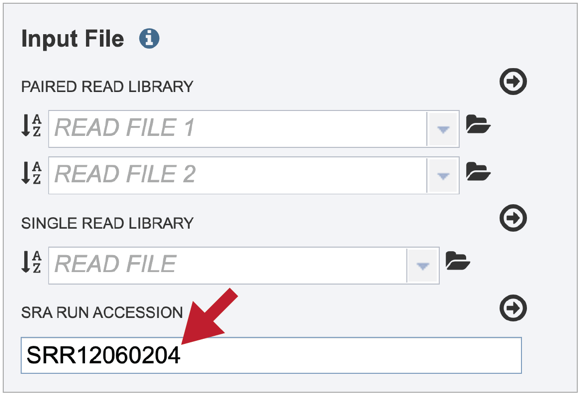 Input File
PAIRED READ LIBRARY
READ FILE 1
READ FILE 2
SINGLE READ LIBRARY
READ FILE
SRA RUN ACCESSION
SRR12060204